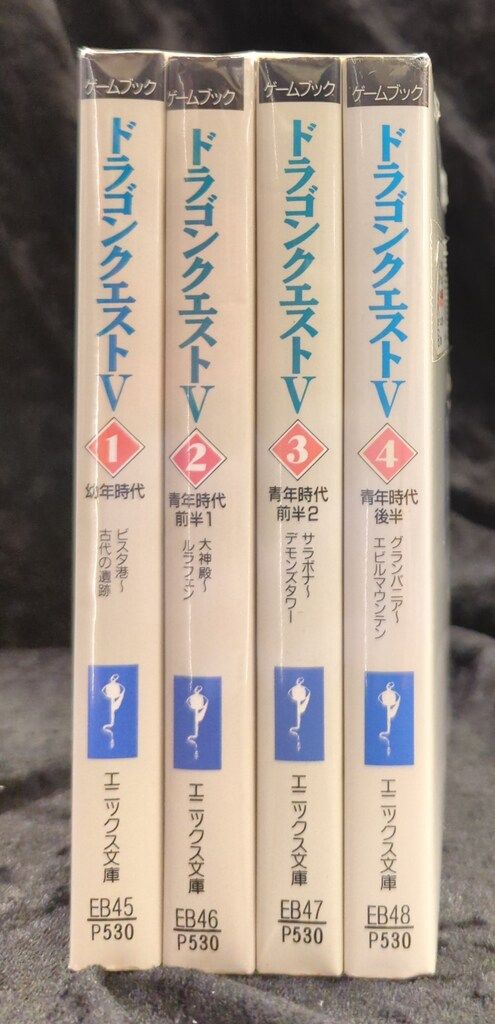 ゲームブック
ドラゴンクエストV
1
幼年時代
ビスタ港〜
古代の遺跡
エニックス文庫
EB45
P530
ゲームブック
ドラゴンクエストV
2
青年時代
前半1
大神殿〜
ルラフェン
エニックス文庫
EB46
P530
ゲームブック
ドラゴンクエストV
3
青年時代
前半2
サラボナ〜
デモンズタワー
エニックス文庫
EB47
P530
ゲームブック
ドラゴンクエストV
4
青年時代
後半
グランバニア〜
エビルマウンテン
エニックス文庫
EB48
P530